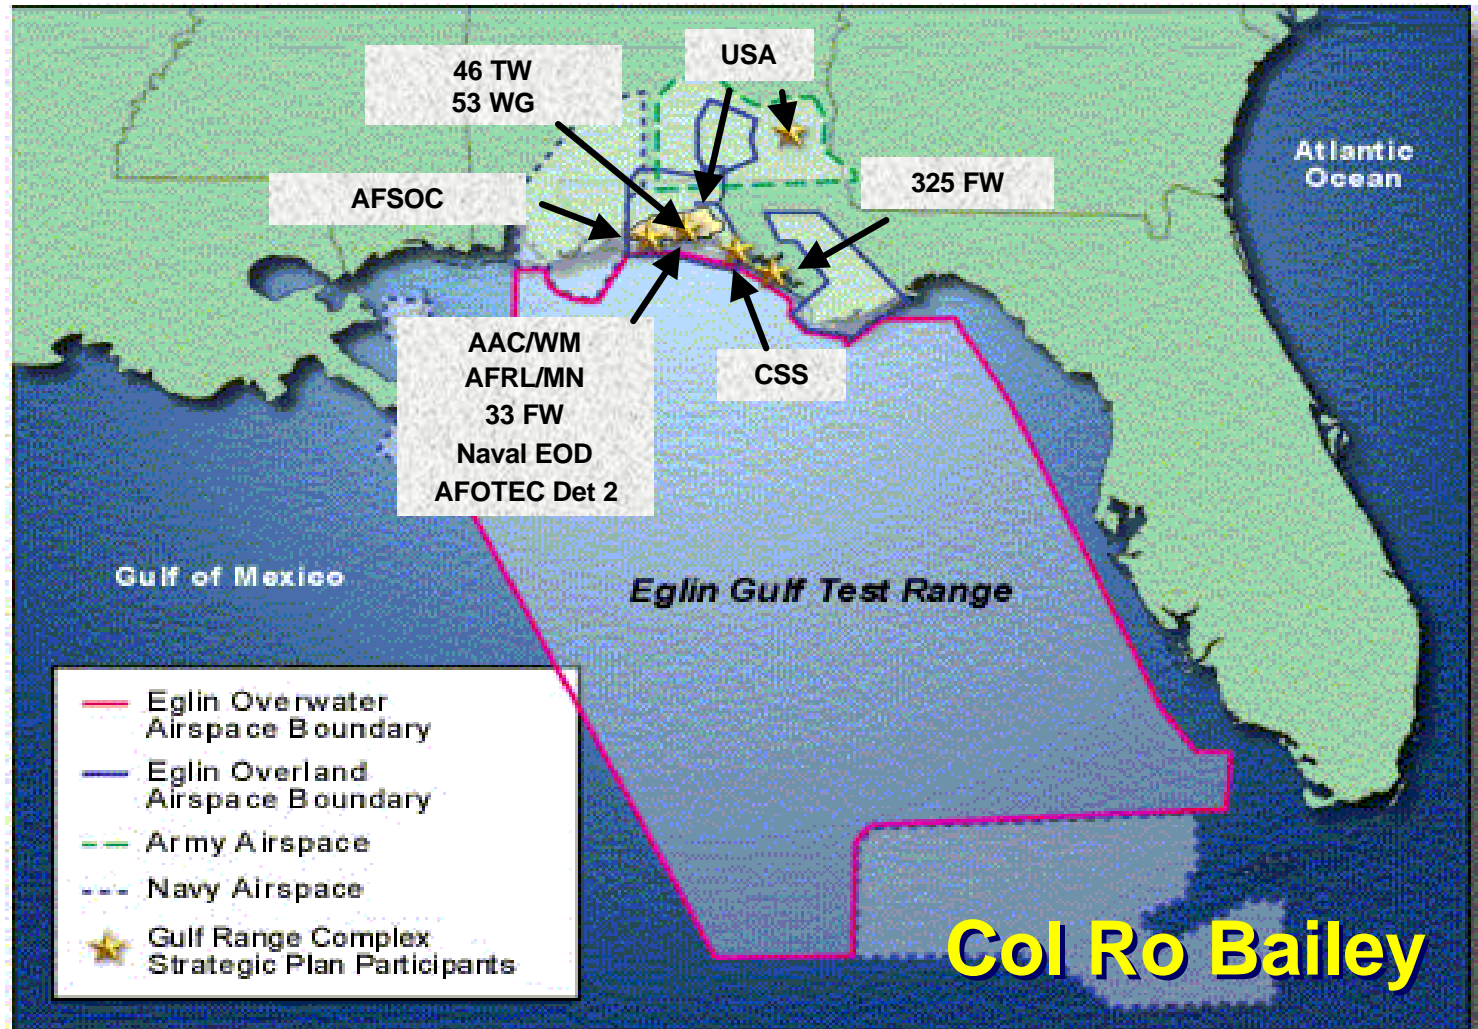 46 TW
53 WG
USA
AFSOC
325 FW
Atlantic
Ocean
AAC/WM
AFRL/MN
33 FW
Naval EOD
AFOTEC Det 2
CSS
Gulf of Mexico
Eglin Gulf Test Range
Eglin Overwater
Airspace Boundary
Eglin Overland
Airspace Boundary
Army Airspace
Navy Airspace
Gulf Range Complex
Strategic Plan Participants
Col Ro Bailey